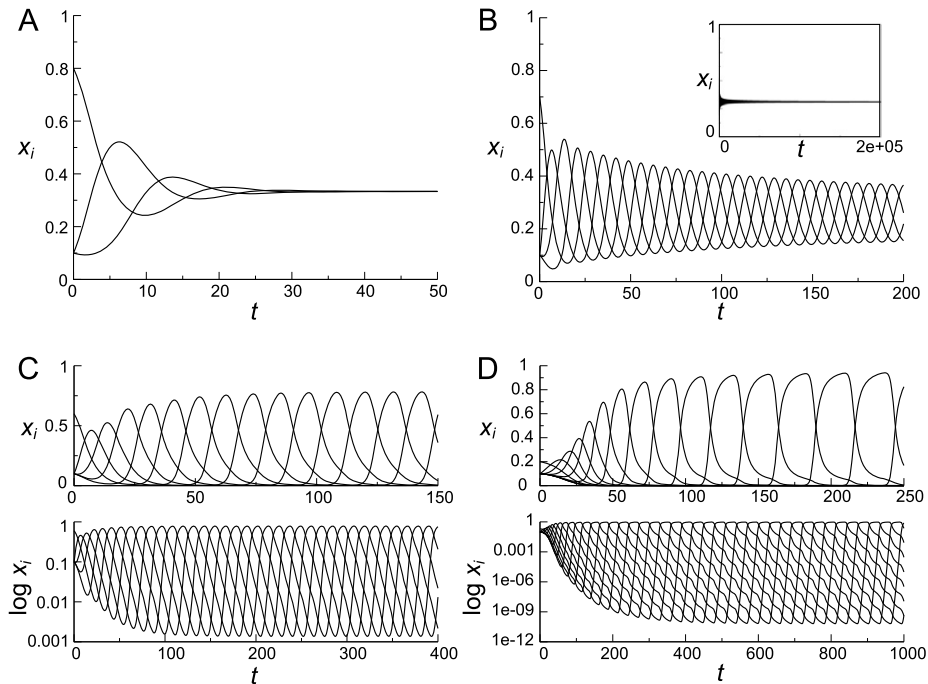 A
1
0.8
0.6
x_i
0.4
0.2
0
0 10 20 30 40 50
t
B
1
0.8
0.6
x_i
0.4
0.2
0
0 50 100 150 200
t
1
x_i
0
0 t 2e+05
C
1
x_i 0.5
0
0 50 100 150
1
0.1
log x_i
0.01
0.001
0 100 200 300 400
t
D
1
0.8
0.6
x_i
0.4
0.2
0
0 50 100 150 200 250
1
0.001
log x_i
1e-06
1e-09
1e-12
0 200 400 600 800 1000
t